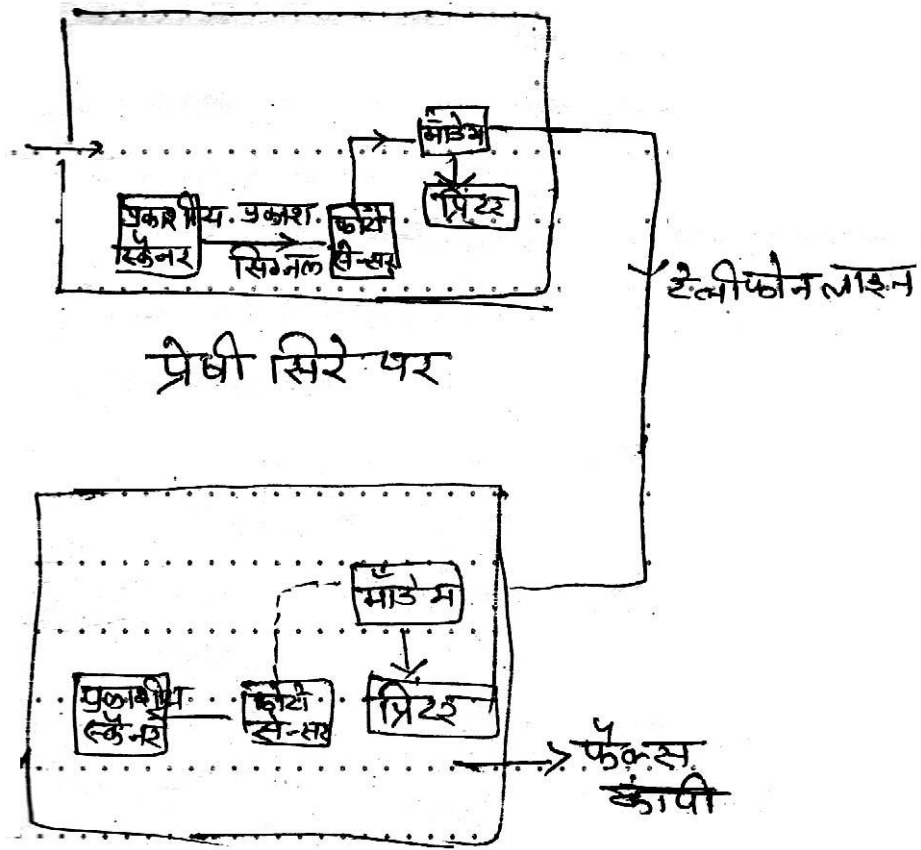 मॉडेम
प्रिंटर
प्रकाशीय प्रकाश फोटो
स्कैनर सिग्नल सेन्सर
टेलीफोन लाइन
प्रेषी सिरे पर
मॉडेम
प्रकाशीय फोटो प्रिंटर
स्कैनर सेन्सर
फैक्स
कापी